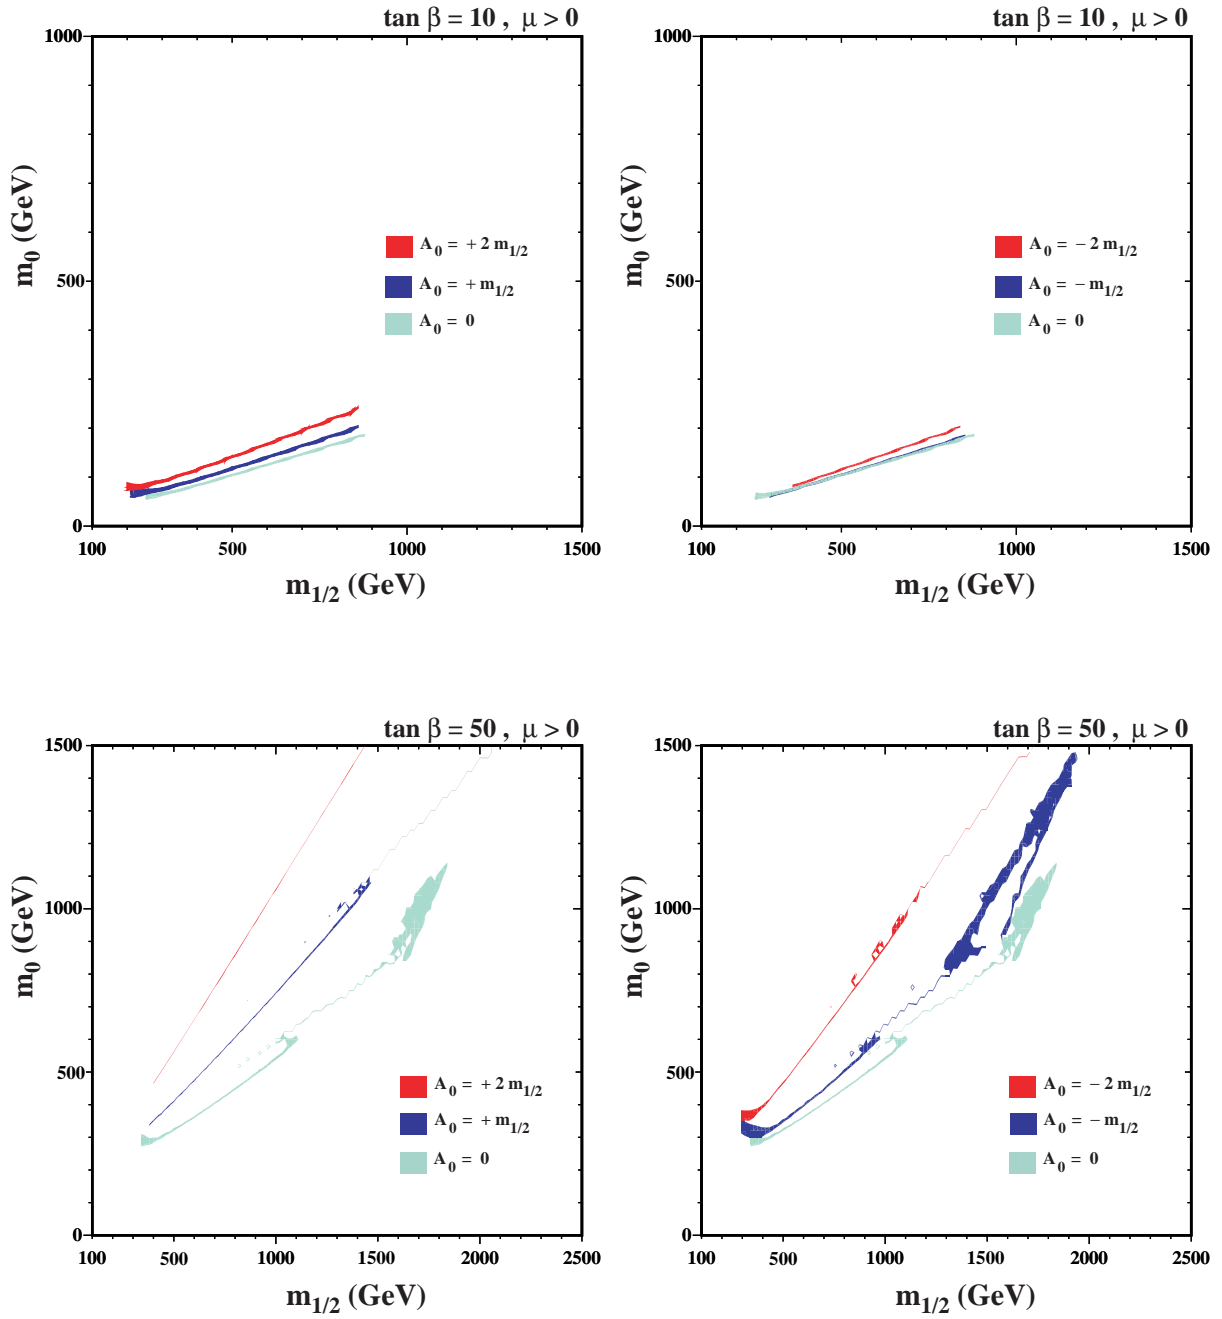 tan β = 10 , μ > 0
1000
m0 (GeV)
500
0
A0 = + 2 m1/2
A0 = + m1/2
A0 = 0
100 500 1000 1500
m1/2 (GeV)
tan β = 10 , μ > 0
1000
m0 (GeV)
500
0
A0 = − 2 m1/2
A0 = − m1/2
A0 = 0
100 500 1000 1500
m1/2 (GeV)
tan β = 50 , μ > 0
1500
1000
m0 (GeV)
500
0
A0 = + 2 m1/2
A0 = + m1/2
A0 = 0
100 500 1000 1500 2000 2500
m1/2 (GeV)
tan β = 50 , μ > 0
1500
1000
m0 (GeV)
500
0
A0 = − 2 m1/2
A0 = − m1/2
A0 = 0
100 500 1000 1500 2000 2500
m1/2 (GeV)